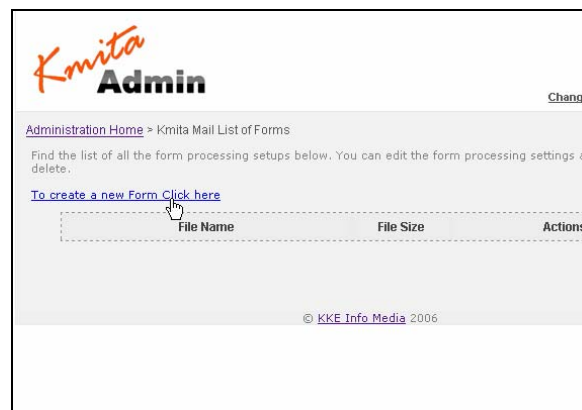 Kmita
Admin
Chang
Administration Home > Kmita Mail List of Forms
Find the list of all the form processing setups below. You can edit the form processing settings
delete.
To create a new Form Click here
File Name File Size Actions
© KKE Info Media 2006